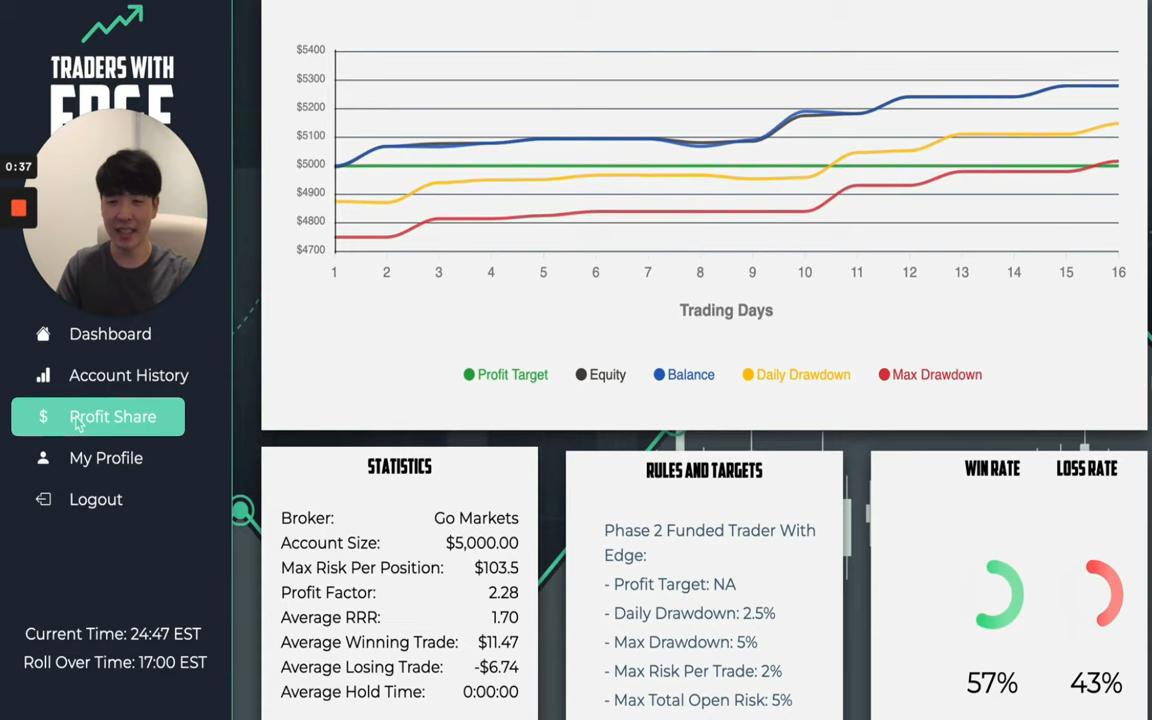 TRADERS WITH
EDGE
0:37
Dashboard
Account History
$ Profit Share
My Profile
Logout
Current Time: 24:47 EST
Roll Over Time: 17:00 EST
$5400
$5300
$5200
$5100
$5000
$4900
$4800
$4700
1 2 3 4 5 6 7 8 9 10 11 12 13 14 15 16
Trading Days
Profit Target Equity Balance Daily Drawdown Max Drawdown
STATISTICS
Broker: Go Markets
Account Size: $5,000.00
Max Risk Per Position: $103.5
Profit Factor: 2.28
Average RRR: 1.70
Average Winning Trade: $11.47
Average Losing Trade: -$6.74
Average Hold Time: 0:00:00
RULES AND TARGETS
Phase 2 Funded Trader With
Edge:
- Profit Target: NA
- Daily Drawdown: 2.5%
- Max Drawdown: 5%
- Max Risk Per Trade: 2%
- Max Total Open Risk: 5%
WIN RATE LOSS RATE
57% 43%